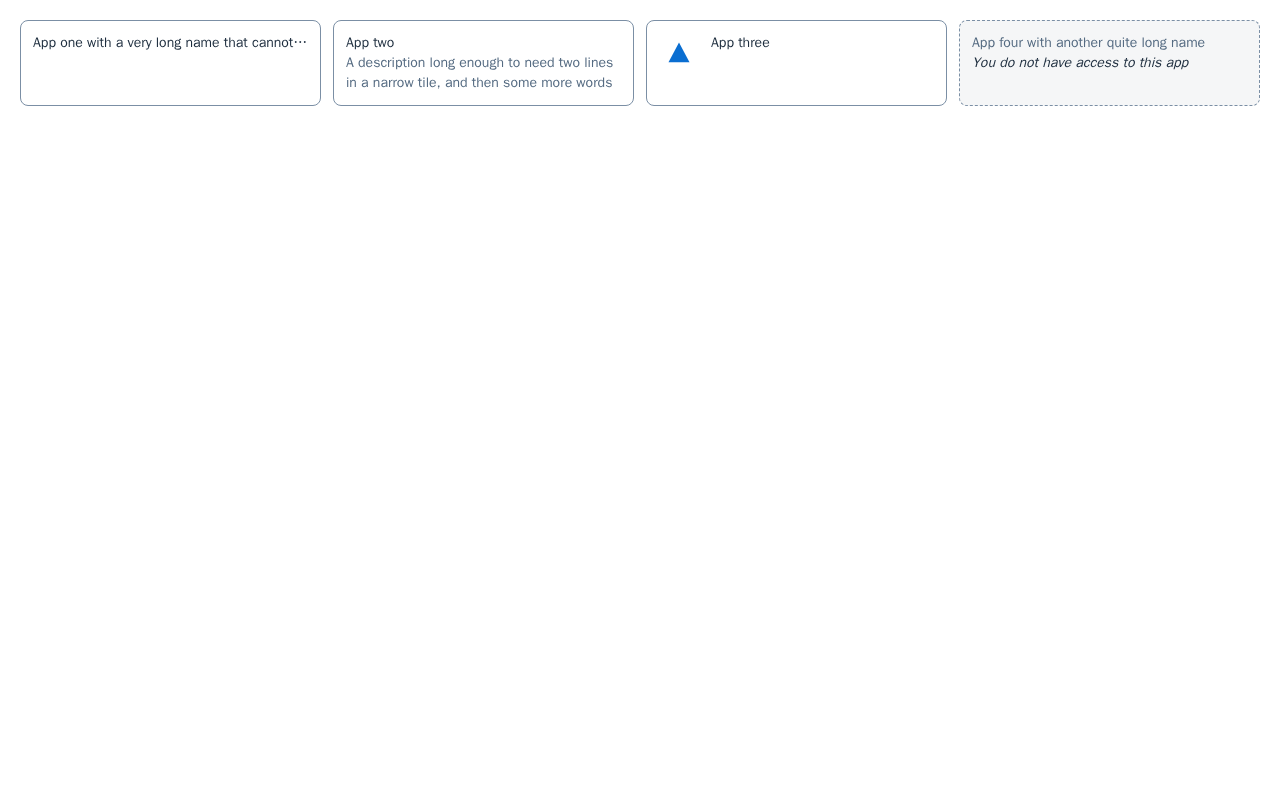 App one with a very long name that cannot…
App two
A description long enough to need two lines
in a narrow tile, and then some more words
App three
App four with another quite long name
You do not have access to this app